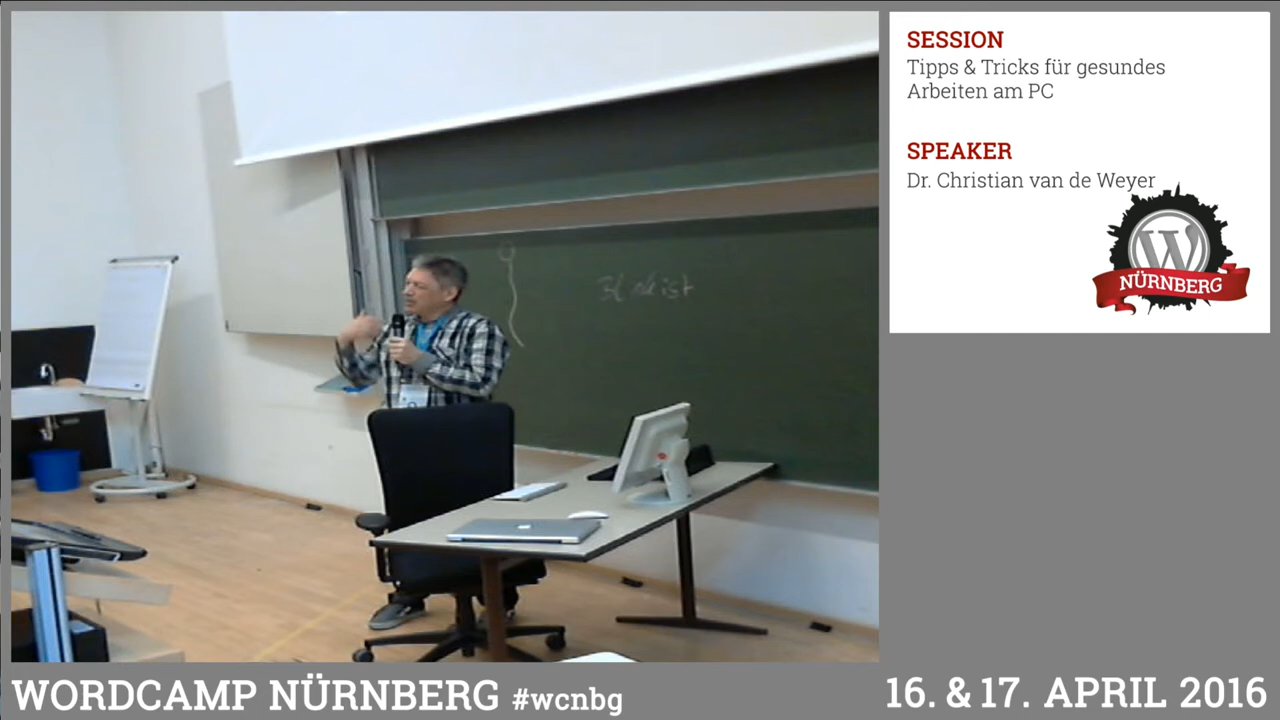 SESSION
Tipps & Tricks für gesundes
Arbeiten am PC
SPEAKER
Dr. Christian van de Weyer
NÜRNBERG
WORDCAMP NÜRNBERG #wcnbg
16. & 17. APRIL 2016